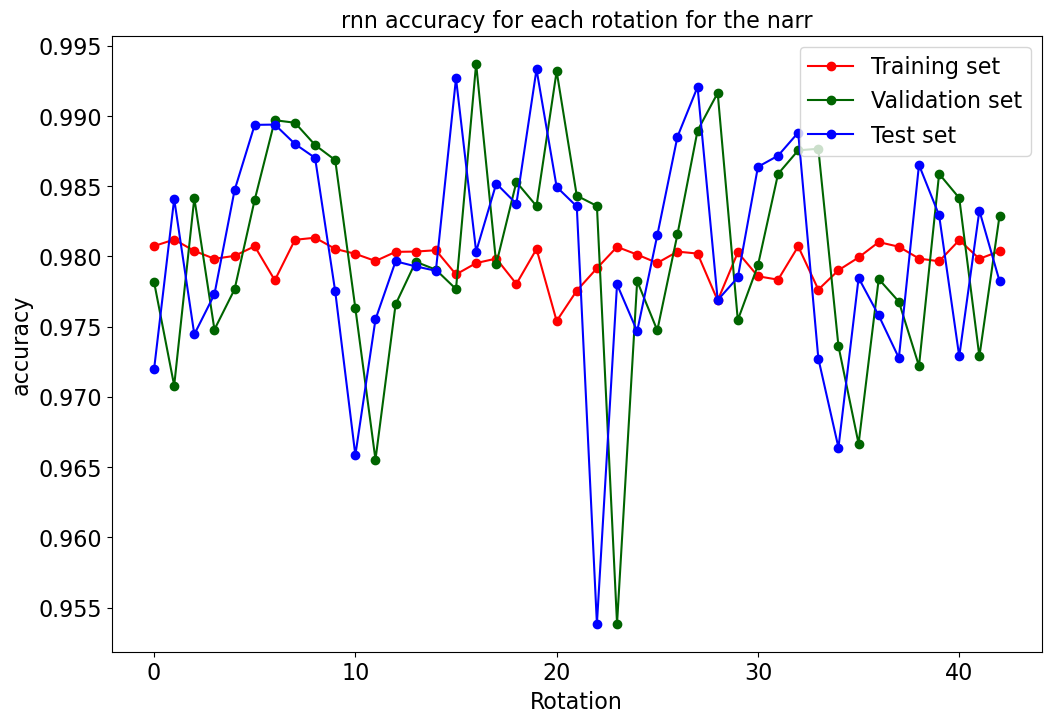 rnn accuracy for each rotation for the narr
0.995
0.990
0.985
0.980
0.975
0.970
0.965
0.960
0.955
accuracy
Training set
Validation set
Test set
0 10 20 30 40
Rotation